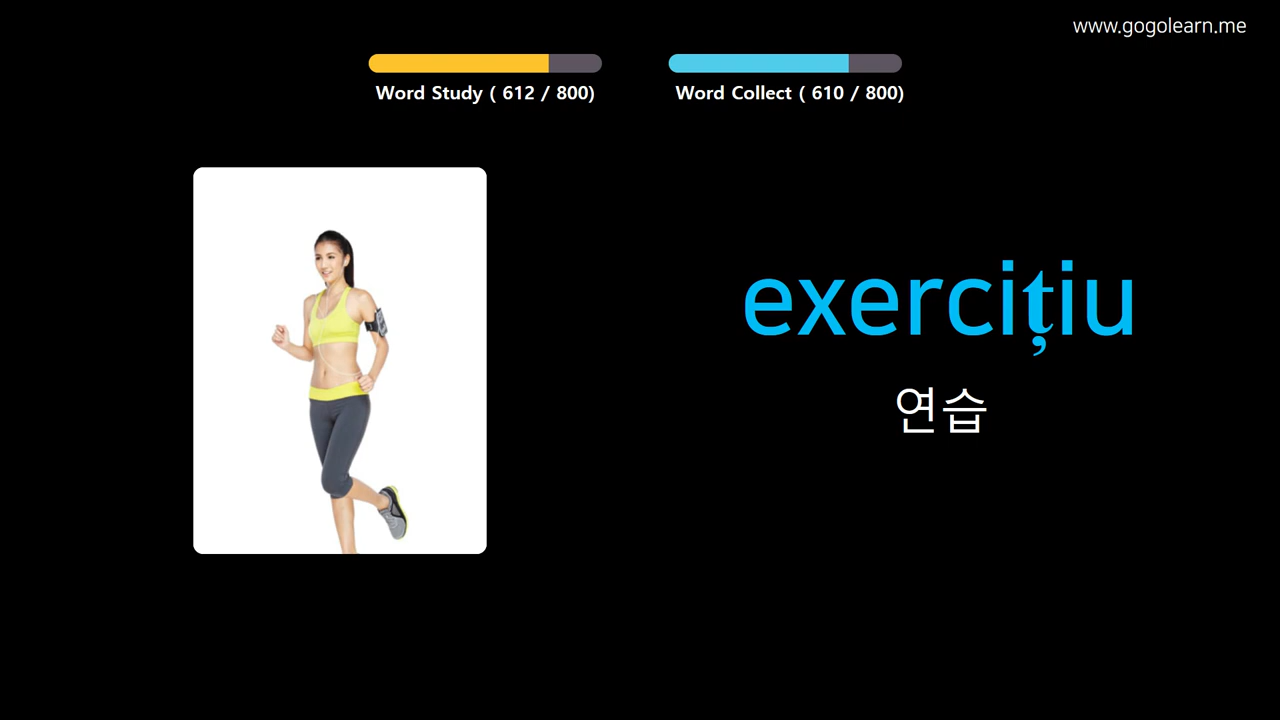 www.gogolearn.me
Word Study ( 612 / 800)
Word Collect ( 610 / 800)
exercițiu
연습